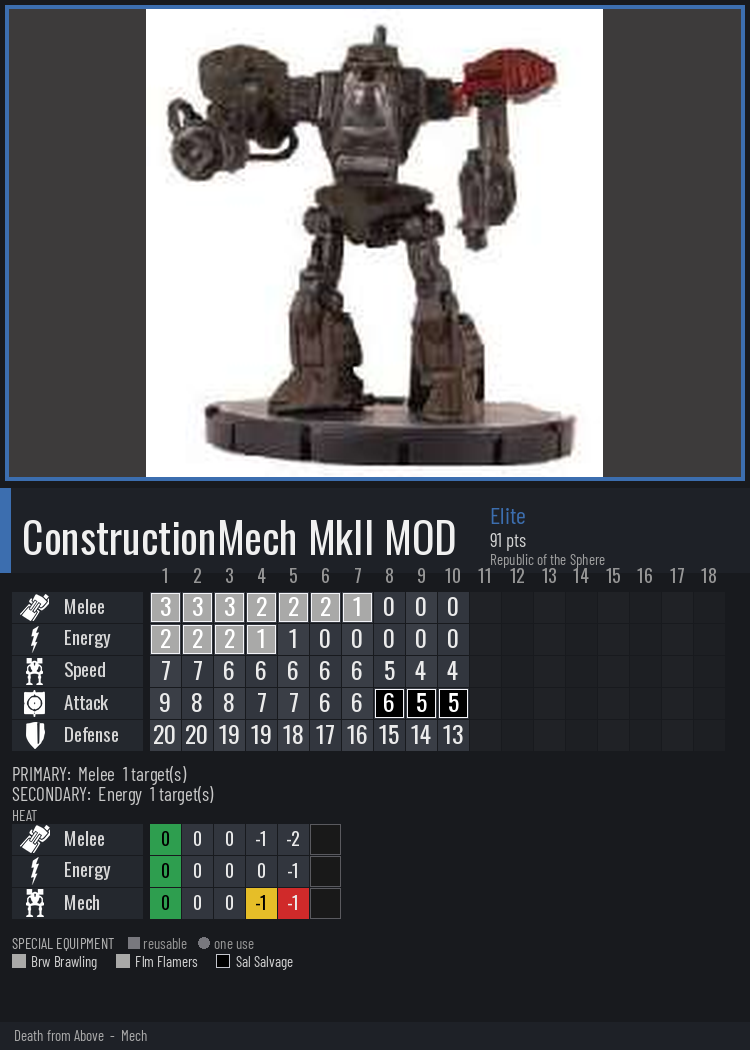 ConstructionMech MkII MOD
Elite
91 pts
Republic of the Sphere
1 2 3 4 5 6 7 8 9 10 11 12 13 14 15 16 17 18
Melee 3 3 3 2 2 2 1 0 0 0
Energy 2 2 2 1 1 0 0 0 0 0
Speed 7 7 6 6 6 6 6 5 4 4
Attack 9 8 8 7 7 6 6 6 5 5
Defense 20 20 19 19 18 17 16 15 14 13
PRIMARY: Melee 1 target(s)
SECONDARY: Energy 1 target(s)
HEAT
Melee 0 0 0 -1 -2
Energy 0 0 0 0 -1
Mech 0 0 0 -1 -1
SPECIAL EQUIPMENT reusable one use
Brw Brawling Flm Flamers Sal Salvage
Death from Above - Mech